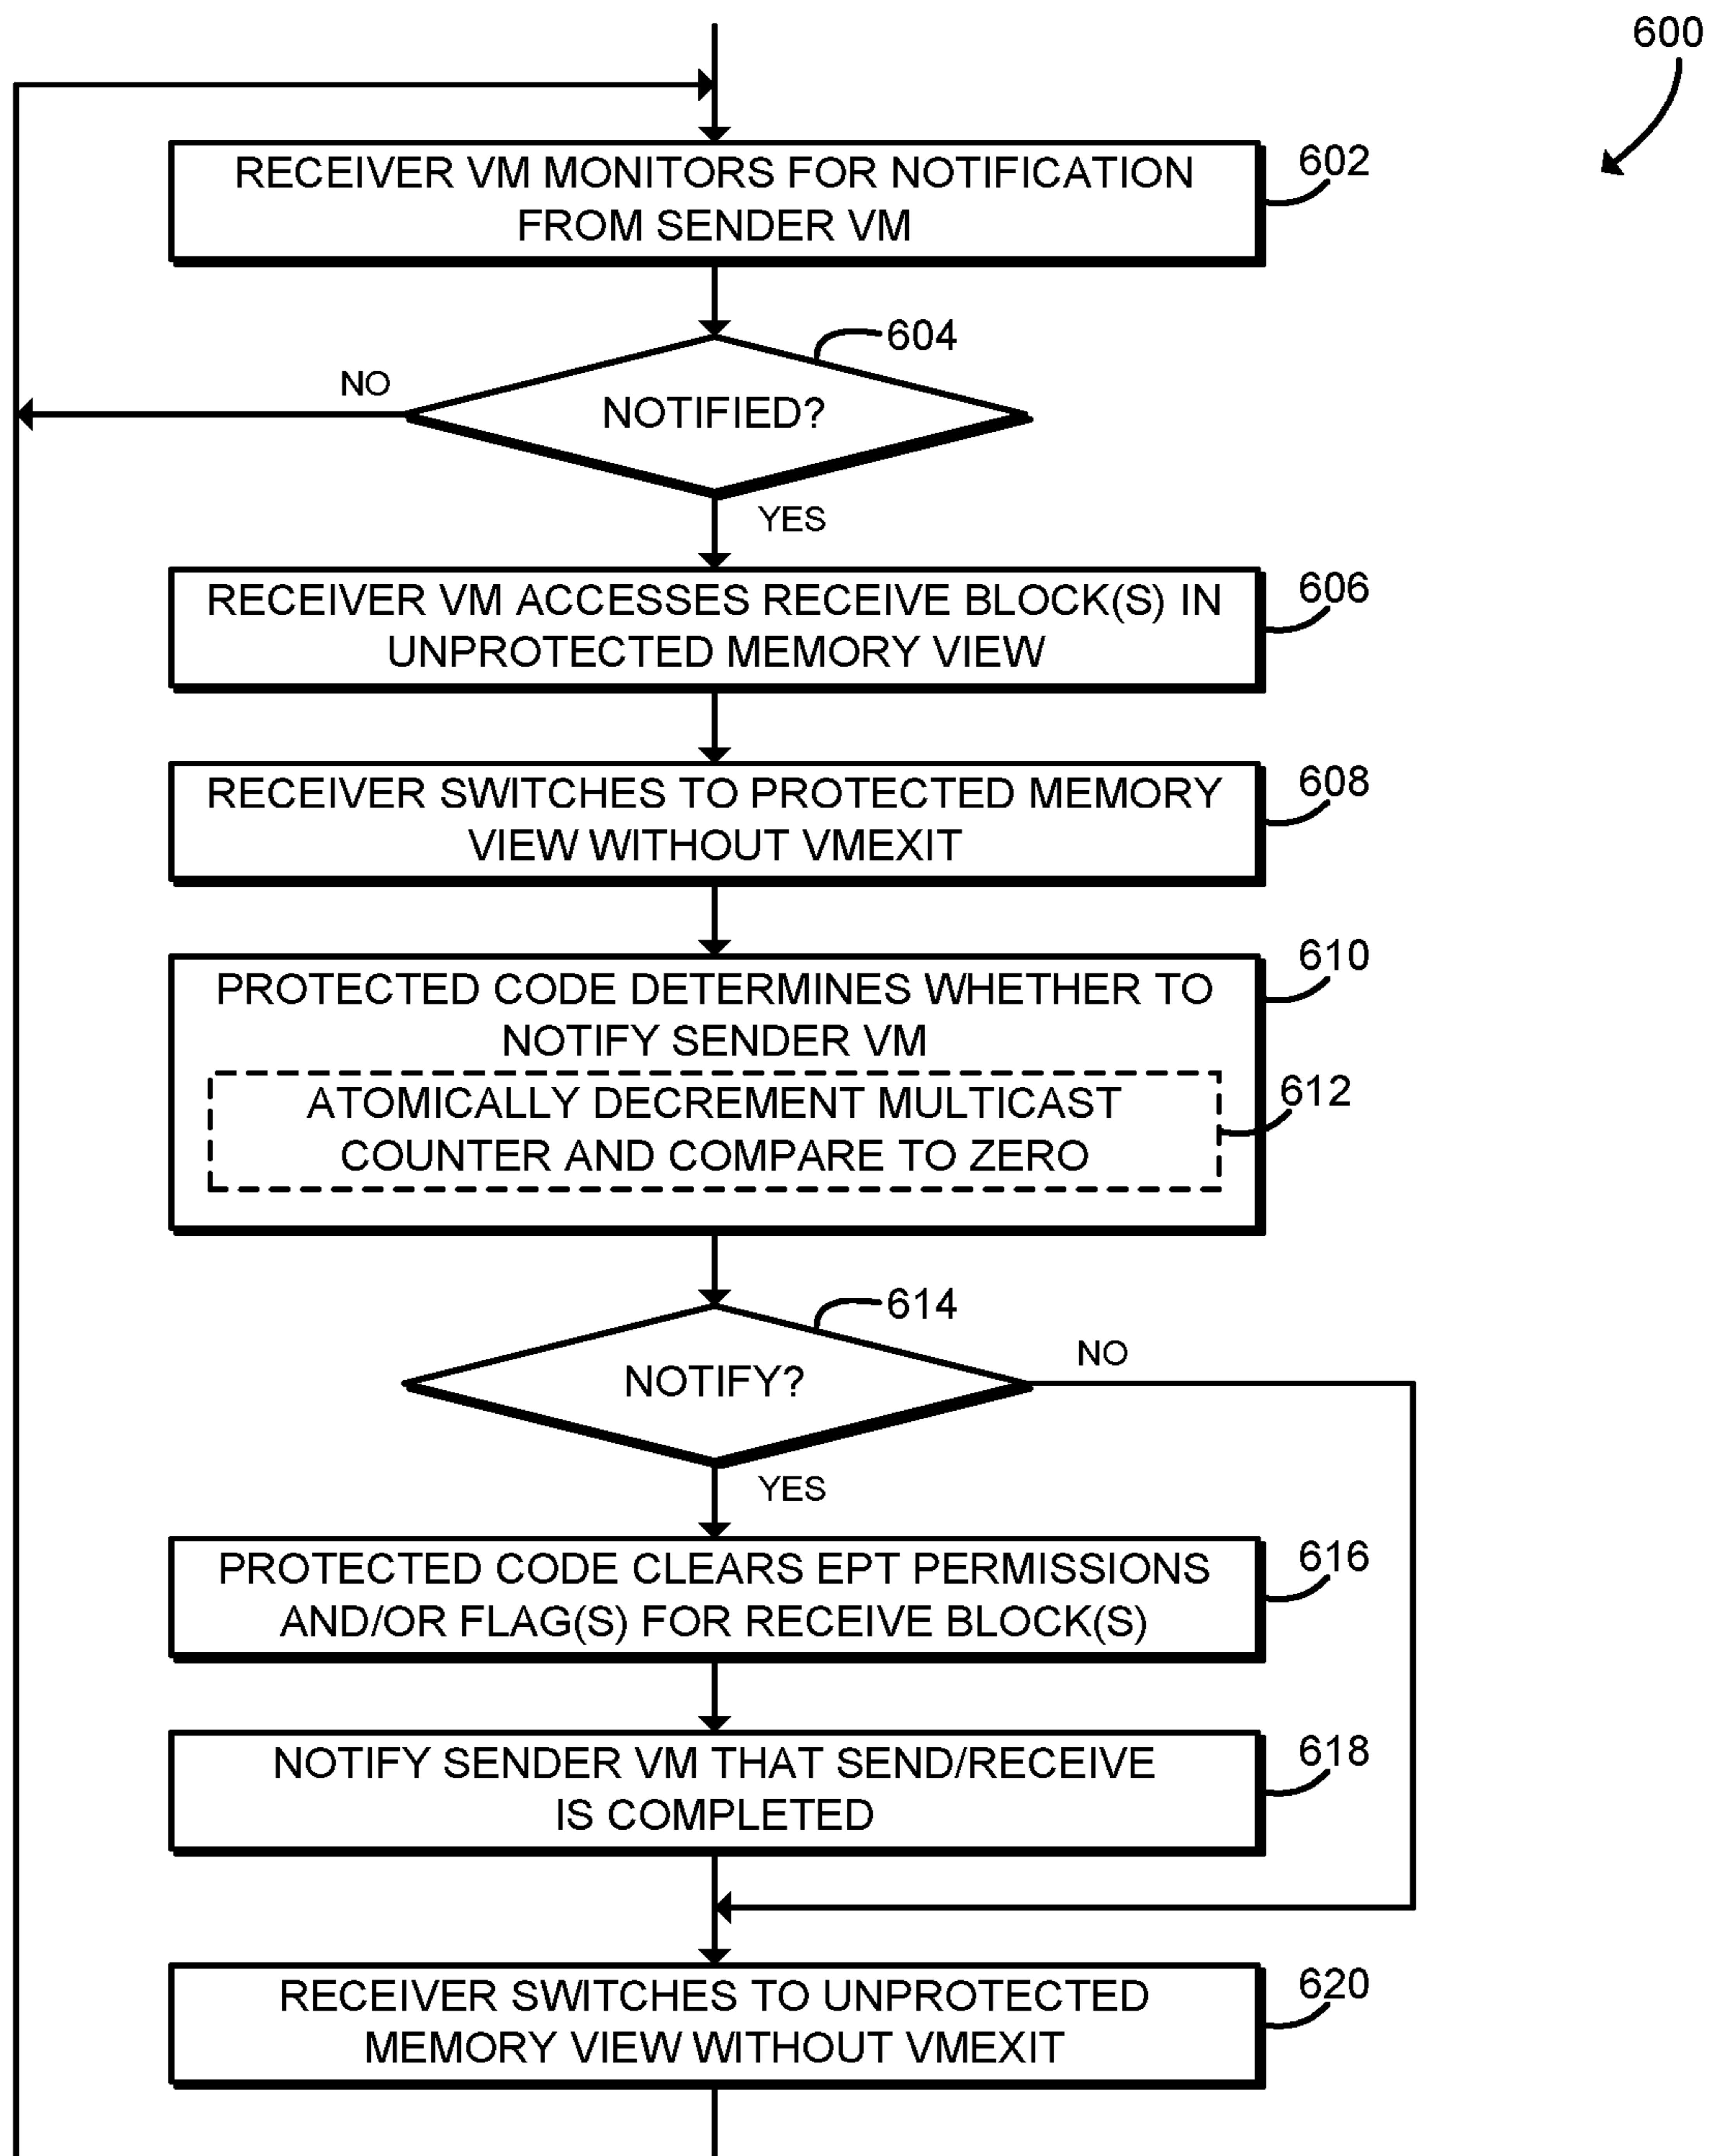 600
RECEIVER VM MONITORS FOR NOTIFICATION
FROM SENDER VM
602
604
NO
NOTIFIED?
YES
RECEIVER VM ACCESSES RECEIVE BLOCK(S) IN
UNPROTECTED MEMORY VIEW
606
RECEIVER SWITCHES TO PROTECTED MEMORY
VIEW WITHOUT VMEXIT
608
PROTECTED CODE DETERMINES WHETHER TO
NOTIFY SENDER VM
610
ATOMICALLY DECREMENT MULTICAST
COUNTER AND COMPARE TO ZERO
612
614
NOTIFY?
NO
YES
PROTECTED CODE CLEARS EPT PERMISSIONS
AND/OR FLAG(S) FOR RECEIVE BLOCK(S)
616
NOTIFY SENDER VM THAT SEND/RECEIVE
IS COMPLETED
618
RECEIVER SWITCHES TO UNPROTECTED
MEMORY VIEW WITHOUT VMEXIT
620